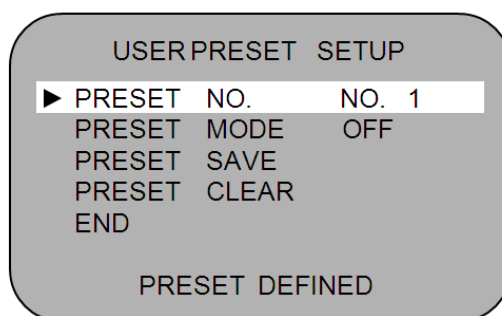 USER PRESET SETUP
► PRESET NO. NO. 1
PRESET MODE OFF
PRESET SAVE
PRESET CLEAR
END
PRESET DEFINED